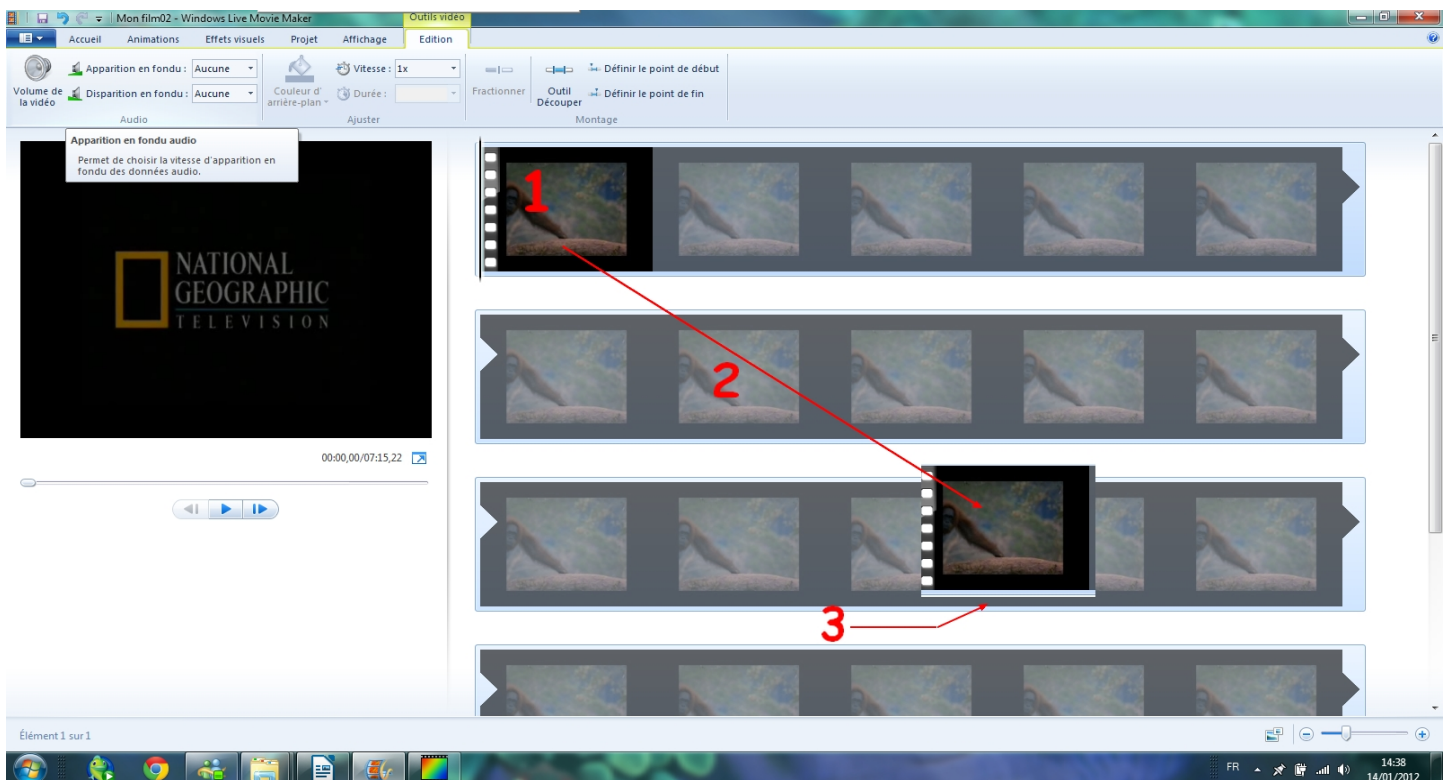 Mon film02 - Windows Live Movie Maker
Outils vidéo
Accueil Animations Effets visuels Projet Affichage Edition
Volume de la vidéo
Apparition en fondu : Aucune
Disparition en fondu : Aucune
Audio
Couleur d'arrière-plan
Vitesse : 1x
Durée :
Ajuster
Fractionner
Outil Découper
Définir le point de début
Définir le point de fin
Montage
Apparition en fondu audio
Permet de choisir la vitesse d'apparition en
fondu des données audio.
NATIONAL
GEOGRAPHIC
TELEVISION
00:00,00/07:15,22
1
2
3
Élément 1 sur 1
FR
14:38
14/01/2012